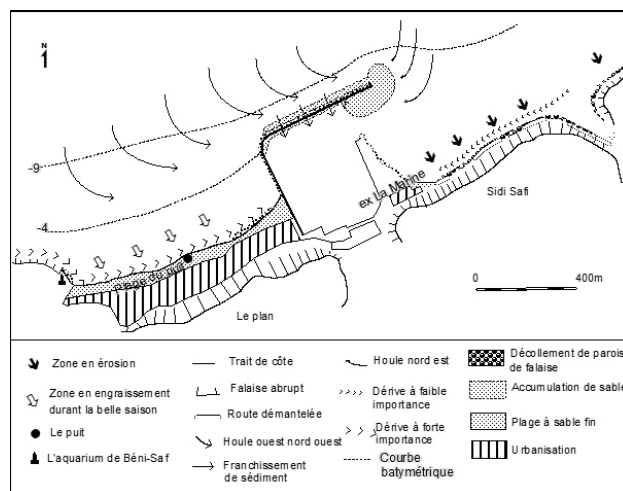 N
-9
-4
ex La Marine
Sidi Safi
Plage du puit
Le plan
0 400m
Zone en érosion
Zone en engraissement
durant la belle saison
Le puit
L'aquarium de Béni-Saf
Trait de côte
Falaise abrupt
Route démantelée
Houle ouest nord ouest
Franchissement
de sédiment
Houle nord est
Dérive à faible
importance
Dérive à forte
importance
Courbe
batymétrique
Décollement de parois
de falaise
Accumulation de sable
Plage à sable fin
Urbanisation